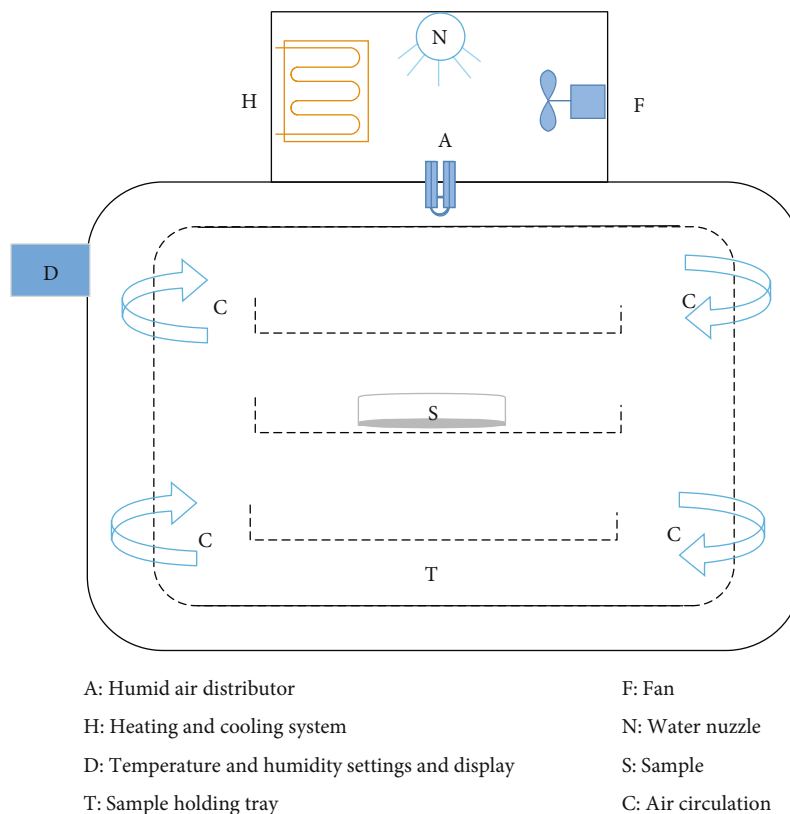 N
H
F
A
D
C
C
S
C
C
T
A: Humid air distributor
H: Heating and cooling system
D: Temperature and humidity settings and display
T: Sample holding tray
F: Fan
N: Water nuzzle
S: Sample
C: Air circulation